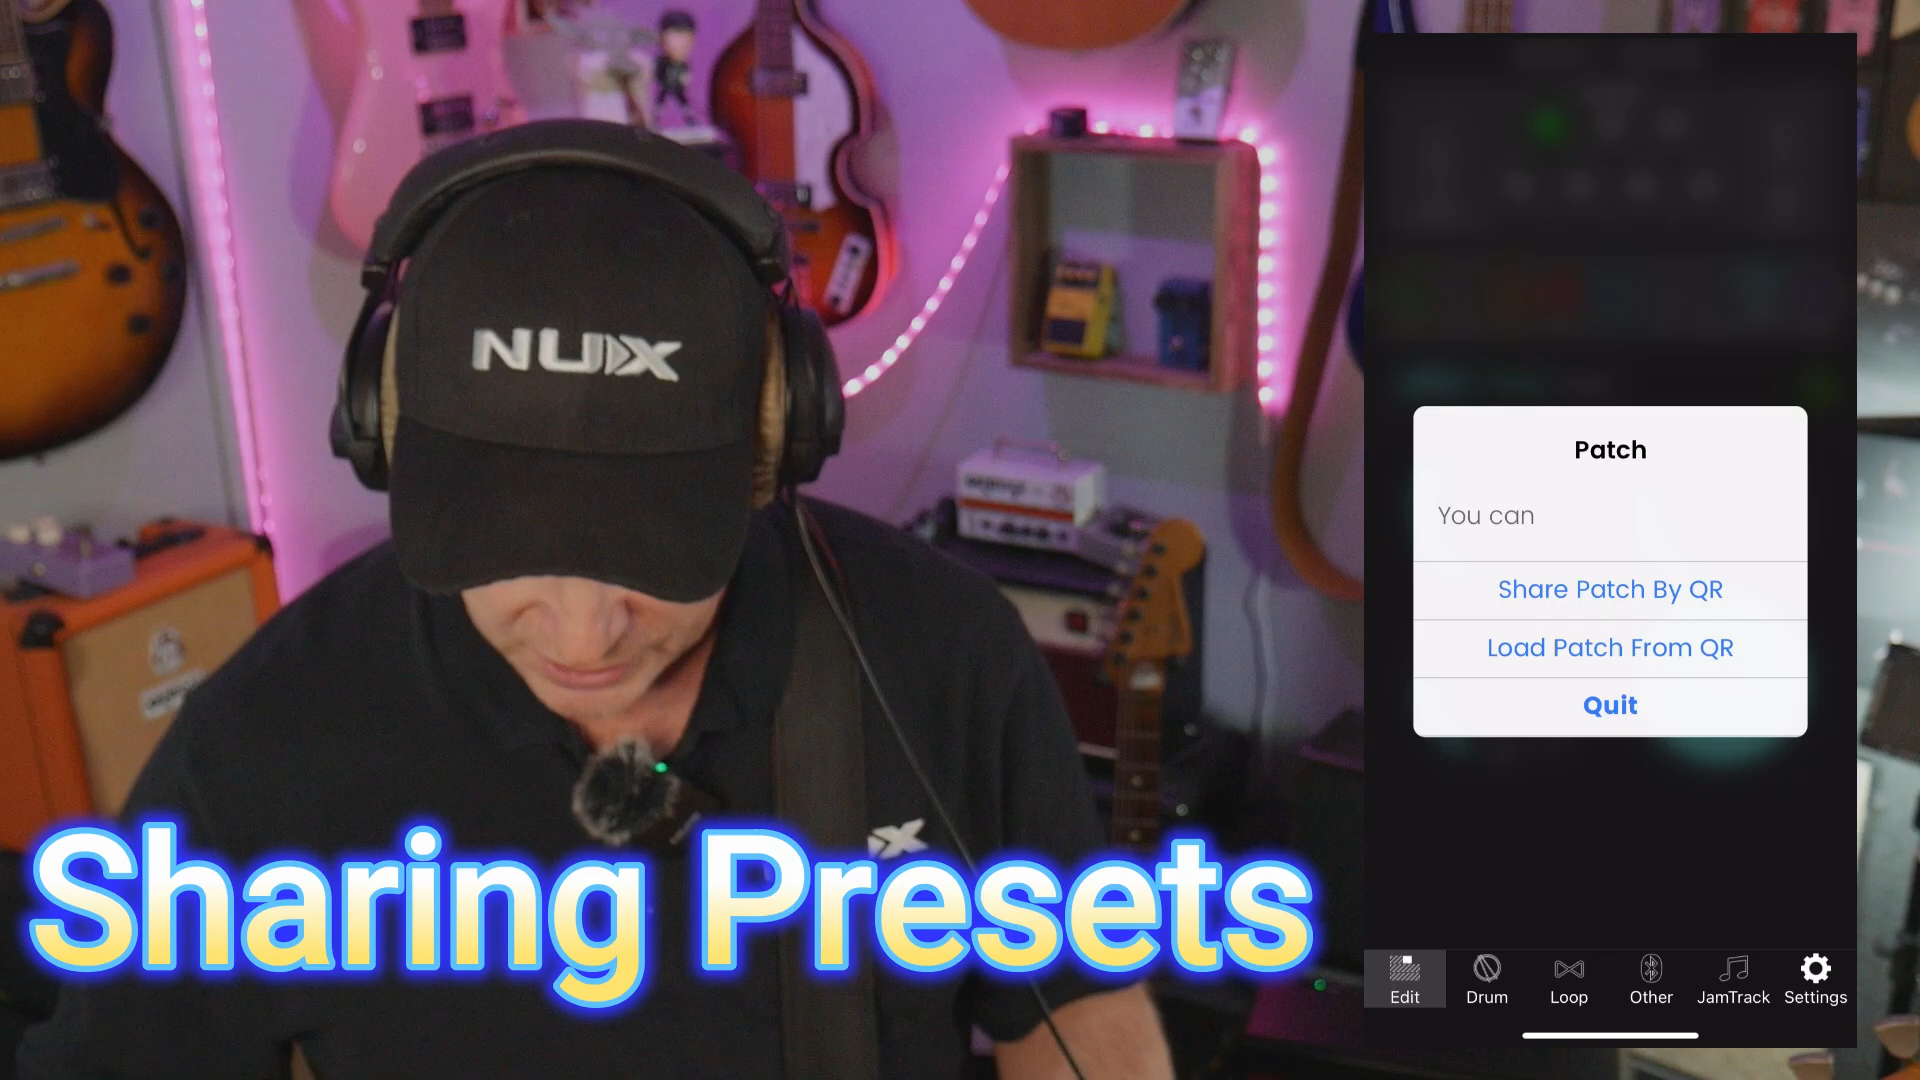 NUX
Patch
You can
Share Patch By QR
Load Patch From QR
Quit
Sharing Presets
Edit
Drum
Loop
Other
JamTrack
Settings